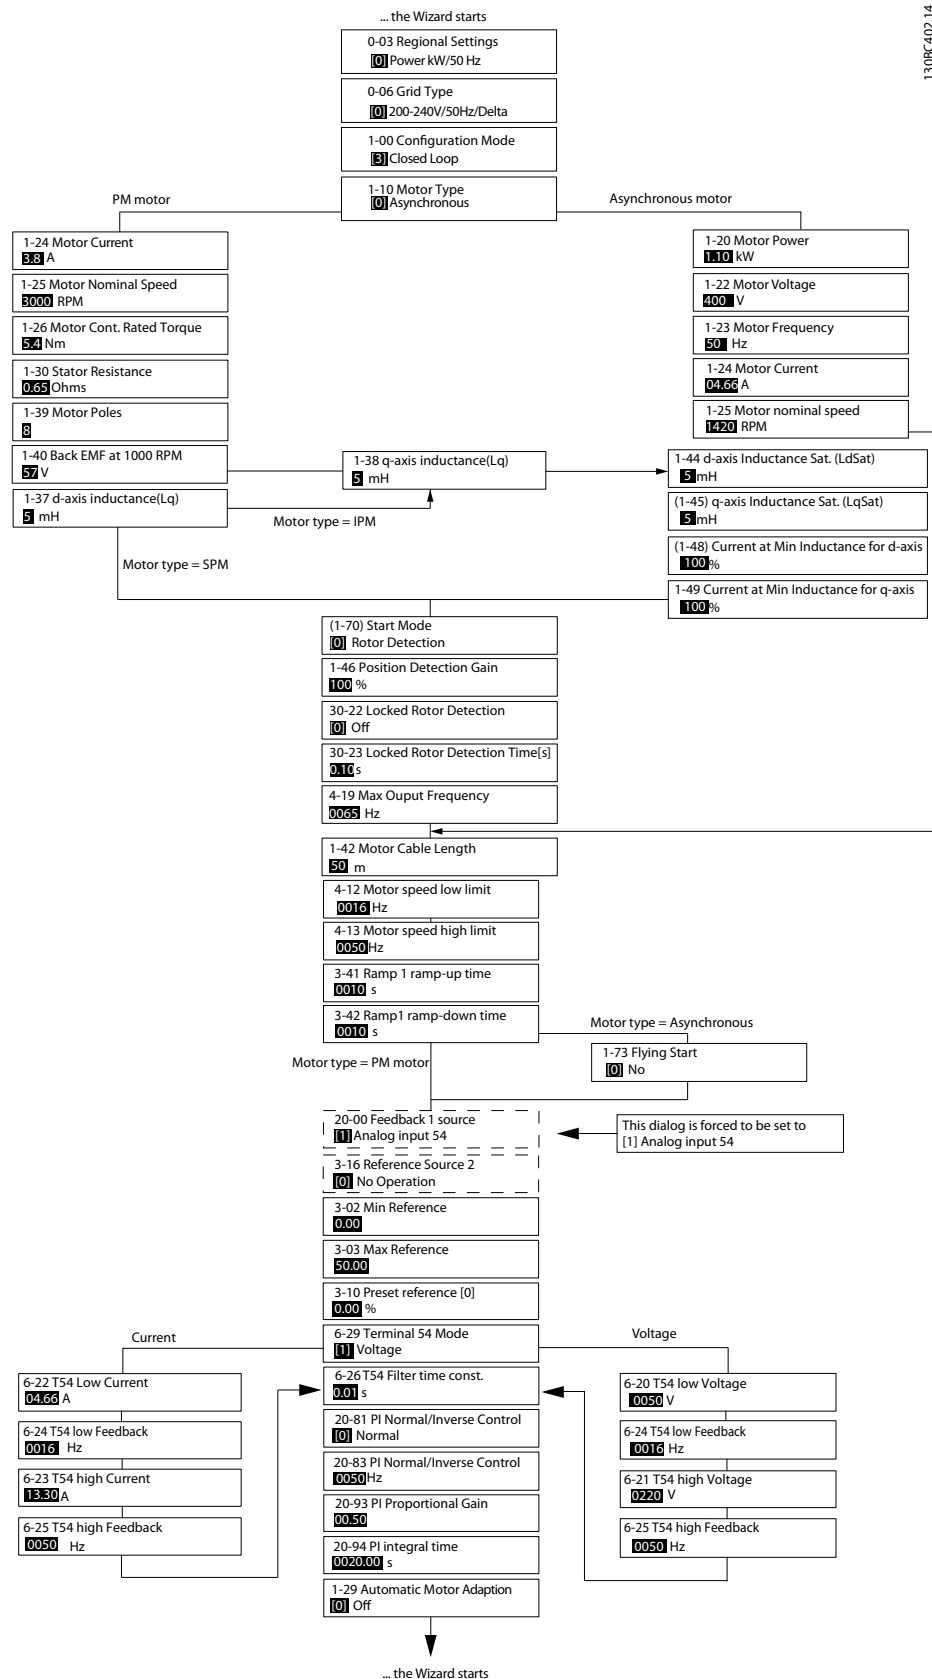 ... the Wizard starts
130BC402.14
0-03 Regional Settings
[0] Power kW/50 Hz
0-06 Grid Type
[0] 200-240V/50Hz/Delta
1-00 Configuration Mode
[3] Closed Loop
1-10 Motor Type
[0] Asynchronous
PM motor
Asynchronous motor
1-24 Motor Current
3.8 A
1-25 Motor Nominal Speed
3000 RPM
1-26 Motor Cont. Rated Torque
5.4 Nm
1-30 Stator Resistance
0.65 Ohms
1-39 Motor Poles
8
1-40 Back EMF at 1000 RPM
57 V
1-37 d-axis inductance(Lq)
5 mH
1-20 Motor Power
1.10 kW
1-22 Motor Voltage
400 V
1-23 Motor Frequency
50 Hz
1-24 Motor Current
04.66 A
1-25 Motor nominal speed
1420 RPM
1-38 q-axis inductance(Lq)
5 mH
Motor type = IPM
Motor type = SPM
1-44 d-axis Inductance Sat. (LdSat)
5 mH
(1-45) q-axis Inductance Sat. (LqSat)
5 mH
(1-48) Current at Min Inductance for d-axis
100 %
1-49 Current at Min Inductance for q-axis
100 %
(1-70) Start Mode
[0] Rotor Detection
1-46 Position Detection Gain
100 %
30-22 Locked Rotor Detection
[0] Off
30-23 Locked Rotor Detection Time[s]
0.10 s
4-19 Max Ouput Frequency
0065 Hz
1-42 Motor Cable Length
50 m
4-12 Motor speed low limit
0016 Hz
4-13 Motor speed high limit
0050 Hz
3-41 Ramp 1 ramp-up time
0010 s
3-42 Ramp1 ramp-down time
0010 s
Motor type = Asynchronous
1-73 Flying Start
[0] No
Motor type = PM motor
20-00 Feedback 1 source
[1] Analog input 54
This dialog is forced to be set to
[1] Analog input 54
3-16 Reference Source 2
[0] No Operation
3-02 Min Reference
0.00
3-03 Max Reference
50.00
3-10 Preset reference [0]
0.00 %
6-29 Terminal 54 Mode
[1] Voltage
Current
Voltage
6-22 T54 Low Current
04.66 A
6-24 T54 low Feedback
0016 Hz
6-23 T54 high Current
13.30 A
6-25 T54 high Feedback
0050 Hz
6-26 T54 Filter time const.
0.01 s
20-81 PI Normal/Inverse Control
[0] Normal
20-83 PI Normal/Inverse Control
0050 Hz
20-93 PI Proportional Gain
00.50
20-94 PI integral time
0020.00 s
1-29 Automatic Motor Adaption
[0] Off
6-20 T54 low Voltage
0050 V
6-24 T54 low Feedback
0016 Hz
6-21 T54 high Voltage
0220 V
6-25 T54 high Feedback
0050 Hz
... the Wizard starts